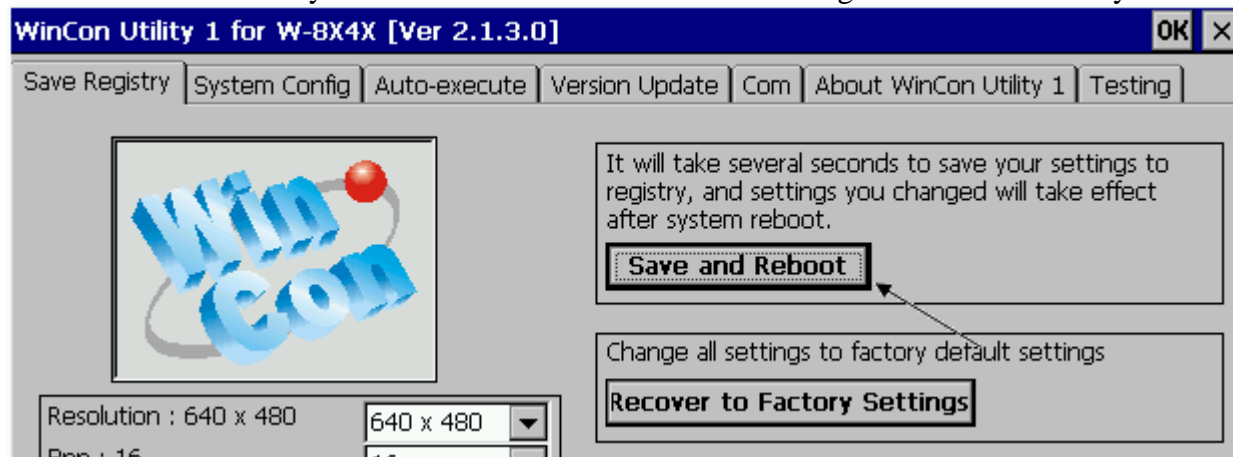 WinCon Utility 1 for W-8X4X [Ver 2.1.3.0]
OK
Save Registry System Config Auto-execute Version Update Com About WinCon Utility 1 Testing
Win
Con
It will take several seconds to save your settings to
registry, and settings you changed will take effect
after system reboot.
Save and Reboot
Change all settings to factory default settings
Recover to Factory Settings
Resolution : 640 x 480 640 x 480